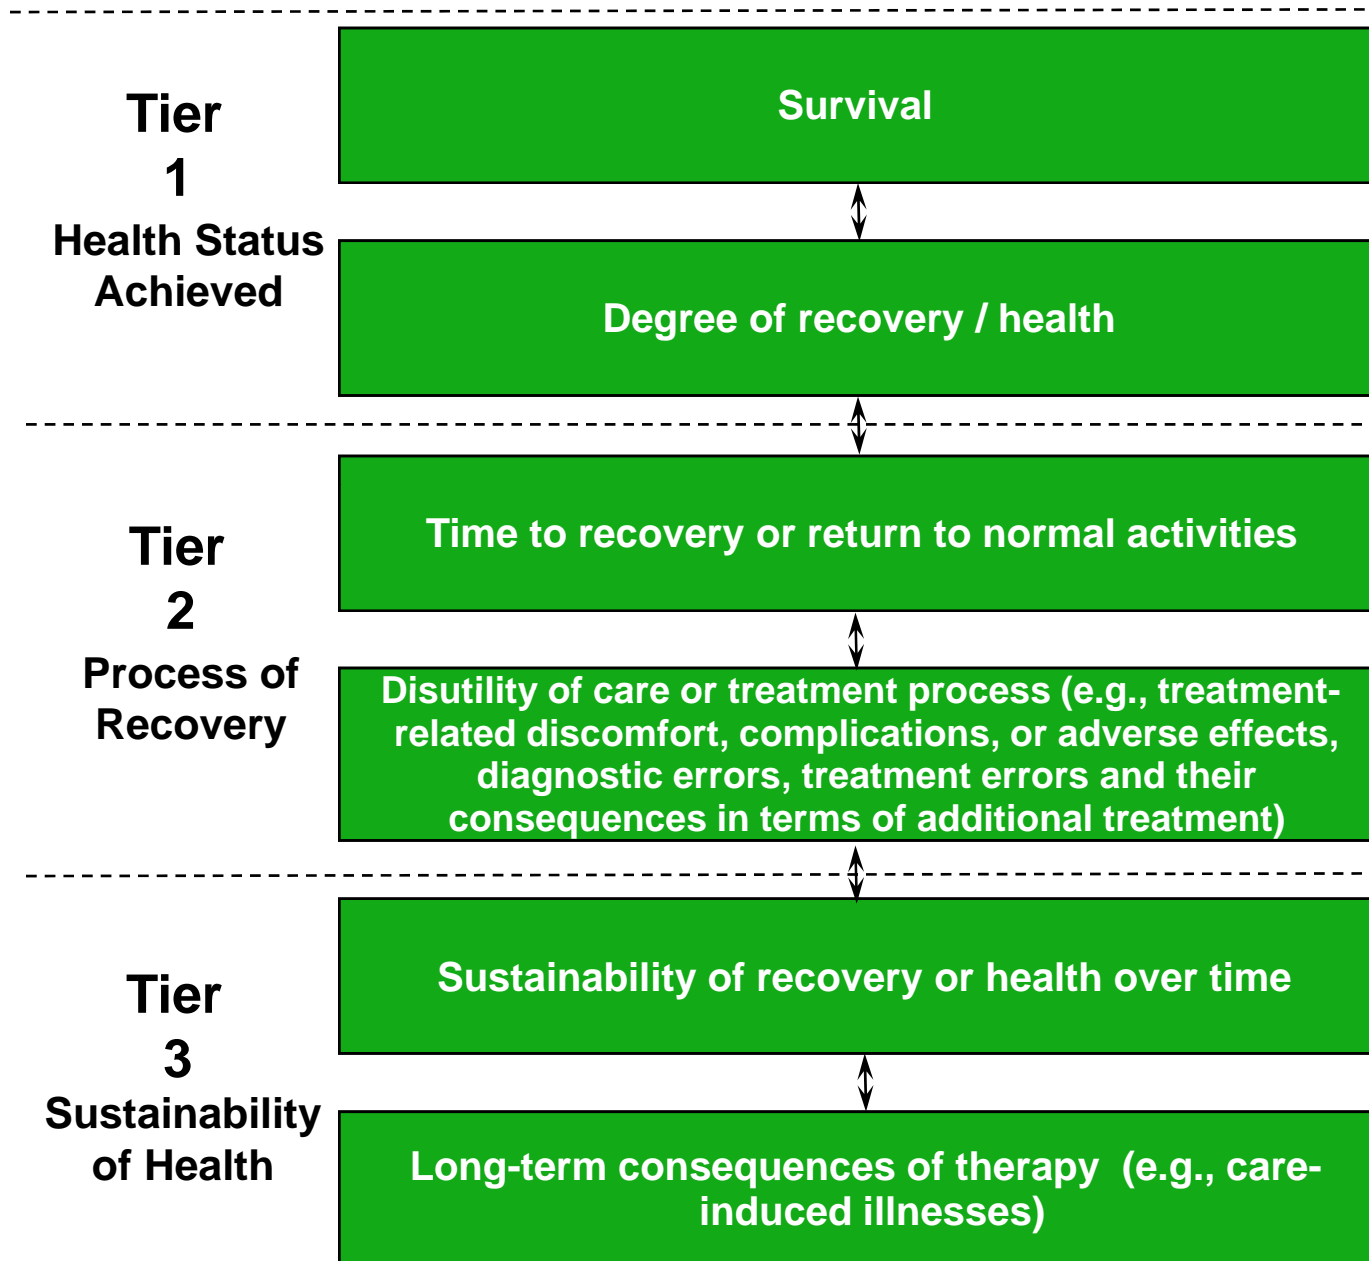 Tier
1
Health Status
Achieved
Survival
Degree of recovery / health
Tier
2
Process of
Recovery
Time to recovery or return to normal activities
Disutility of care or treatment process (e.g., treatment-
related discomfort, complications, or adverse effects,
diagnostic errors, treatment errors and their
consequences in terms of additional treatment)
Tier
3
Sustainability
of Health
Sustainability of recovery or health over time
Long-term consequences of therapy  (e.g., care-
induced illnesses)